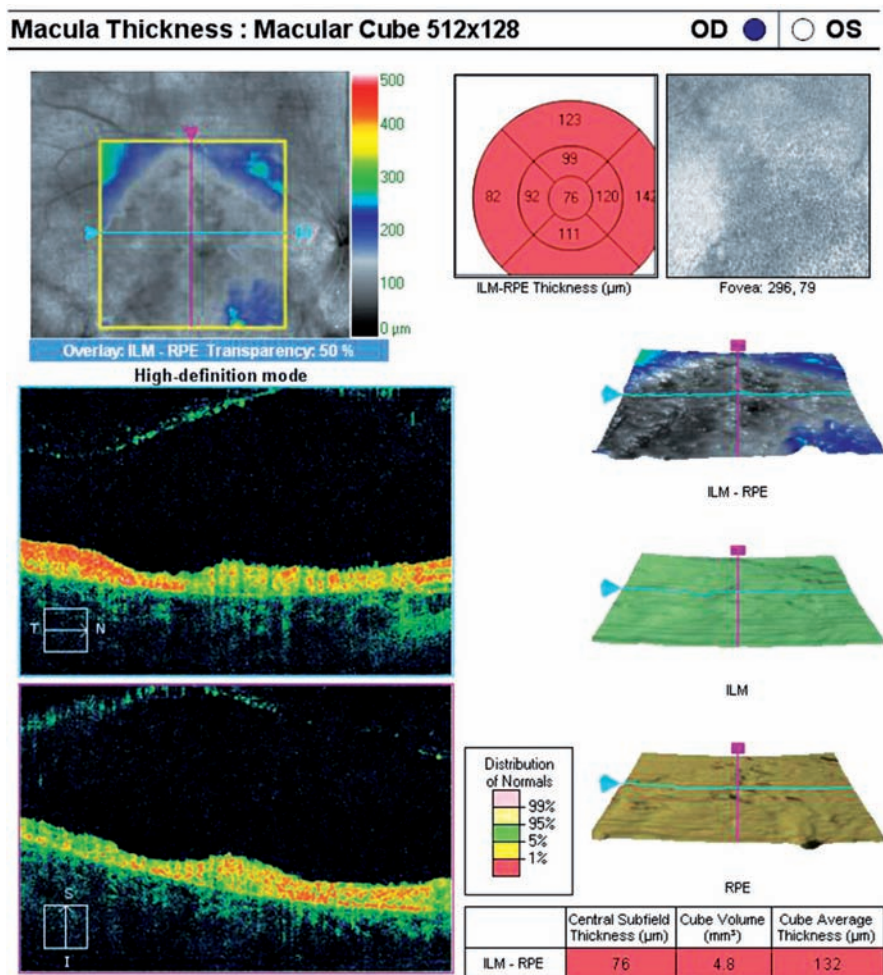 Macula Thickness : Macular Cube 512x128 OD OS
500
400
300
200
100
0 µm
Overlay: ILM - RPE Transparency: 50 %
123
99
82 92 76 120 142
111
ILM-RPE Thickness (µm)
Fovea: 296, 79
High-definition mode
T N
ILM - RPE
ILM
S
I
Distribution
of Normals
99%
95%
5%
1%
RPE
Central Subfield Thickness (µm) Cube Volume (mm³) Cube Average Thickness (µm)
ILM - RPE 76 4.8 132